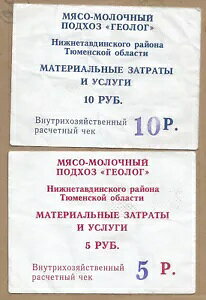 МЯСО-МОЛОЧНЫЙ
ПОДХОЗ «ГЕОЛОГ»
Нижнетавдинского района
Тюменской области
МАТЕРИАЛЬНЫЕ ЗАТРАТЫ
И УСЛУГИ
10 РУБ.
Внутрихозяйственный
расчетный чек
10 Р.
МЯСО-МОЛОЧНЫЙ
ПОДХОЗ «ГЕОЛОГ»
Нижнетавдинского района
Тюменской области
МАТЕРИАЛЬНЫЕ ЗАТРАТЫ
И УСЛУГИ
5 РУБ.
Внутрихозяйственный
расчетный чек
5 Р.